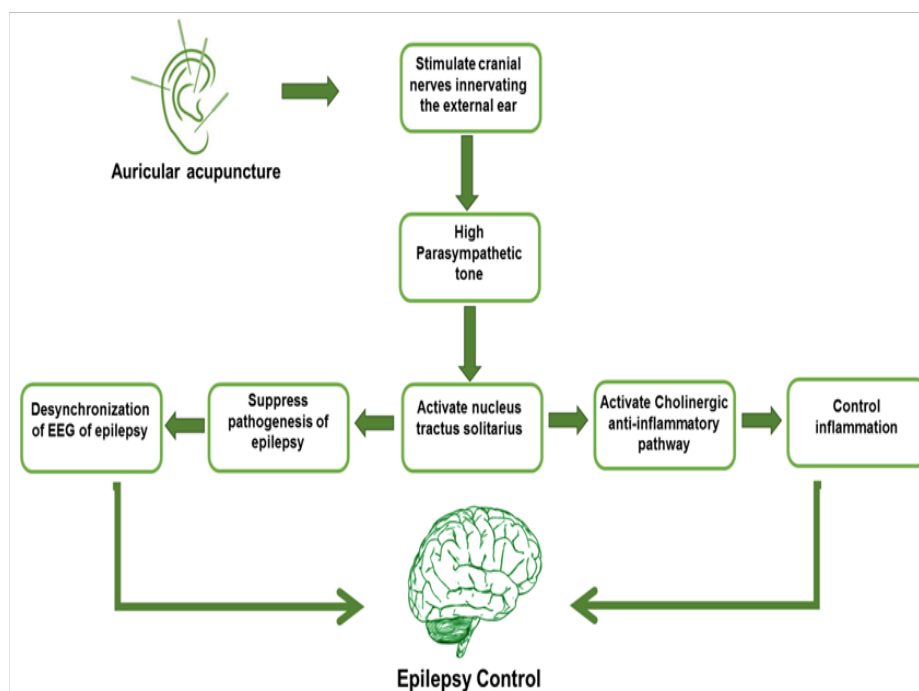 Auricular acupuncture
Stimulate cranial
nerves innervating
the external ear
High
Parasympathetic
tone
Activate nucleus
tractus solitarius
Suppress
pathogenesis of
epilepsy
Desynchronization
of EEG of epilepsy
Activate Cholinergic
anti-inflammatory
pathway
Control
inflammation
Epilepsy Control